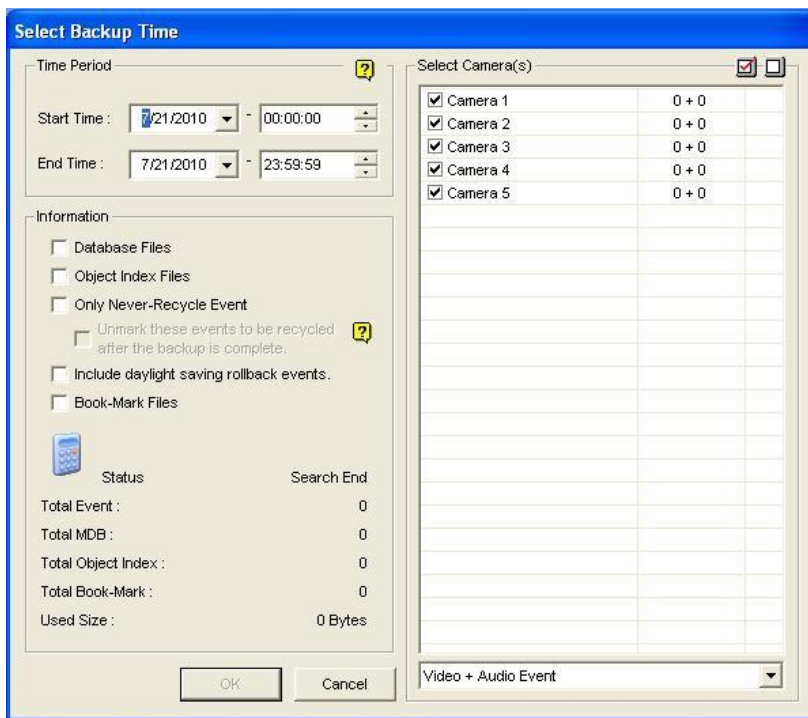 Select Backup Time
Time Period
?
Start Time : 7/21/2010 - 00:00:00
End Time : 7/21/2010 - 23:59:59
Information
Database Files
Object Index Files
Only Never-Recycle Event
Unmark these events to be recycled
after the backup is complete.
?
Include daylight saving rollback events.
Book-Mark Files
Status Search End
Total Event : 0
Total MDB : 0
Total Object Index : 0
Total Book-Mark : 0
Used Size : 0 Bytes
OK Cancel
Select Camera(s)
Camera 1 0 + 0
Camera 2 0 + 0
Camera 3 0 + 0
Camera 4 0 + 0
Camera 5 0 + 0
Video + Audio Event